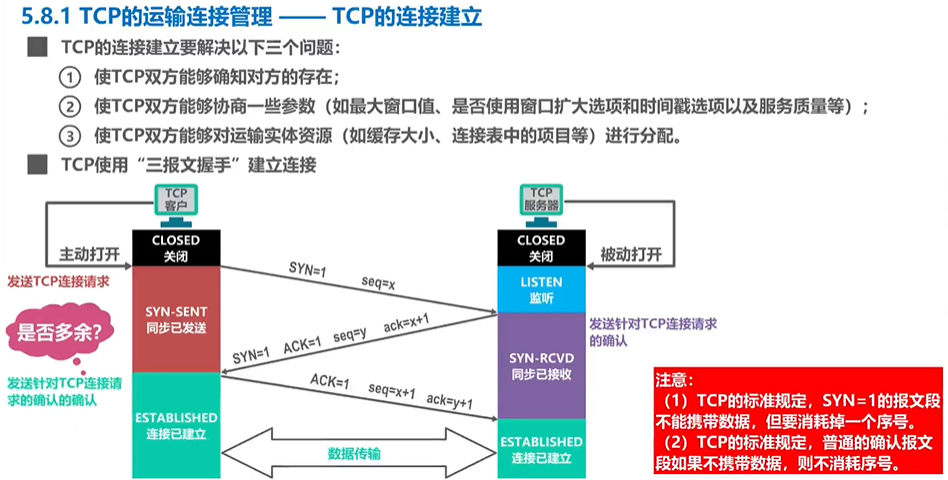 5.8.1 TCP的运输连接管理 —— TCP的连接建立
TCP的连接建立要解决以下三个问题：
① 使TCP双方能够确知对方的存在；
② 使TCP双方能够协商一些参数（如最大窗口值、是否使用窗口扩大选项和时间戳选项以及服务质量等）；
③ 使TCP双方能够对运输实体资源（如缓存大小、连接表中的项目等）进行分配。
TCP使用“三报文握手”建立连接
TCP
客户
TCP
服务器
主动打开
CLOSED
关闭
CLOSED
关闭
被动打开
发送TCP连接请求
SYN=1 seq=x
LISTEN
监听
是否多余?
SYN-SENT
同步已发送
SYN=1 ACK=1 seq=y ack=x+1
SYN-RCVD
同步已接收
发送针对TCP连接请求
的确认
发送针对TCP连接请
求的确认的确认
ACK=1 seq=x+1 ack=y+1
ESTABLISHED
连接已建立
数据传输
ESTABLISHED
连接已建立
注意：
（1）TCP的标准规定，SYN=1的报文段
不能携带数据，但要消耗掉一个序号。
（2）TCP的标准规定，普通的确认报文
段如果不携带数据，则不消耗序号。